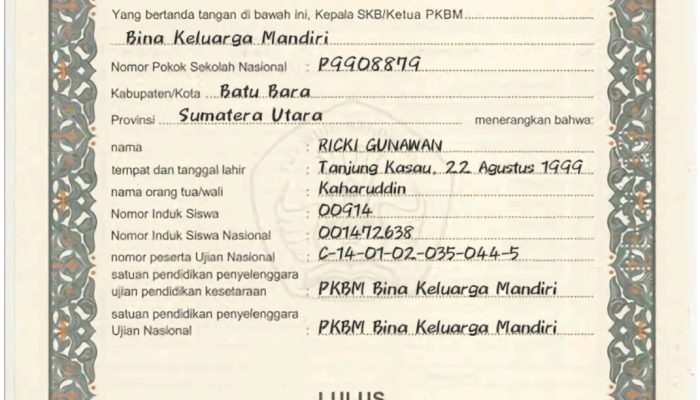 Yang bertanda tangan di bawah ini, Kepala SKB/Ketua PKBM
Bina Keluarga Mandiri
Nomor Pokok Sekolah Nasional : P9908879
Kabupaten/Kota Batu Bara
Provinsi Sumatera Utara menerangkan bahwa:
nama : RICKI GUNAWAN
tempat dan tanggal lahir : Tanjung Kasau, 22 Agustus 1999
nama orang tua/wali : Kaharuddin
Nomor Induk Siswa : 00914
Nomor Induk Siswa Nasional : 001472638
nomor peserta Ujian Nasional : C-14-01-02-035-044-5
satuan pendidikan penyelenggara
ujian pendidikan kesetaraan : PKBM Bina Keluarga Mandiri
satuan pendidikan penyelenggara
Ujian Nasional : PKBM Bina Keluarga Mandiri
LULUS